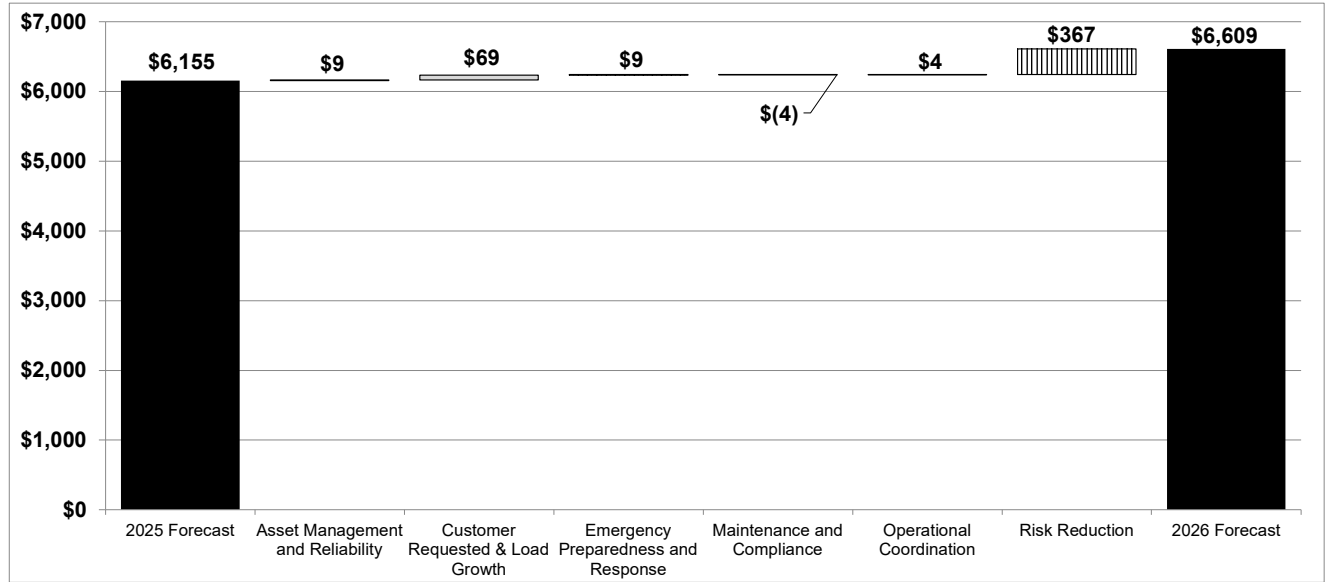 $7,000
$6,000
$5,000
$4,000
$3,000
$2,000
$1,000
$0
$6,155
$9
$69
$9
$(4)
$4
$367
$6,609
2025 Forecast
Asset Management
and Reliability
Customer
Requested & Load
Growth
Emergency
Preparedness and
Response
Maintenance and
Compliance
Operational
Coordination
Risk Reduction
2026 Forecast